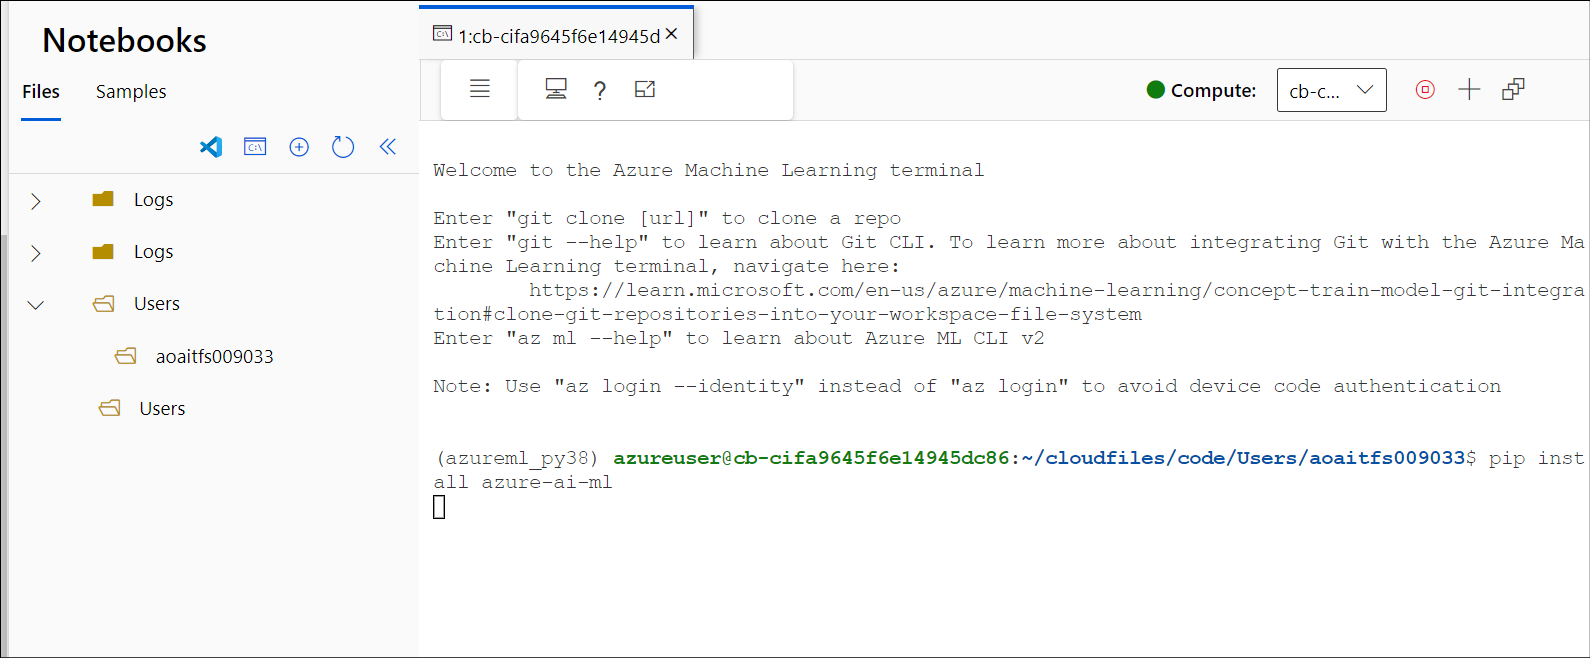 Notebooks
Files
Samples
Logs
Logs
Users
aoaitfs009033
Users
1:cb-cifa9645f6e14945d
Compute:
cb-c...
Welcome to the Azure Machine Learning terminal
Enter "git clone [url]" to clone a repo
Enter "git --help" to learn about Git CLI. To learn more about integrating Git with the Azure Ma
chine Learning terminal, navigate here:
https://learn.microsoft.com/en-us/azure/machine-learning/concept-train-model-git-integra
tion#clone-git-repositories-into-your-workspace-file-system
Enter "az ml --help" to learn about Azure ML CLI v2
Note: Use "az login --identity" instead of "az login" to avoid device code authentication
(azureml_py38) azureuser@cb-cifa9645f6e14945dc86:~/cloudfiles/code/Users/aoaitfs009033$ pip inst
all azure-ai-ml